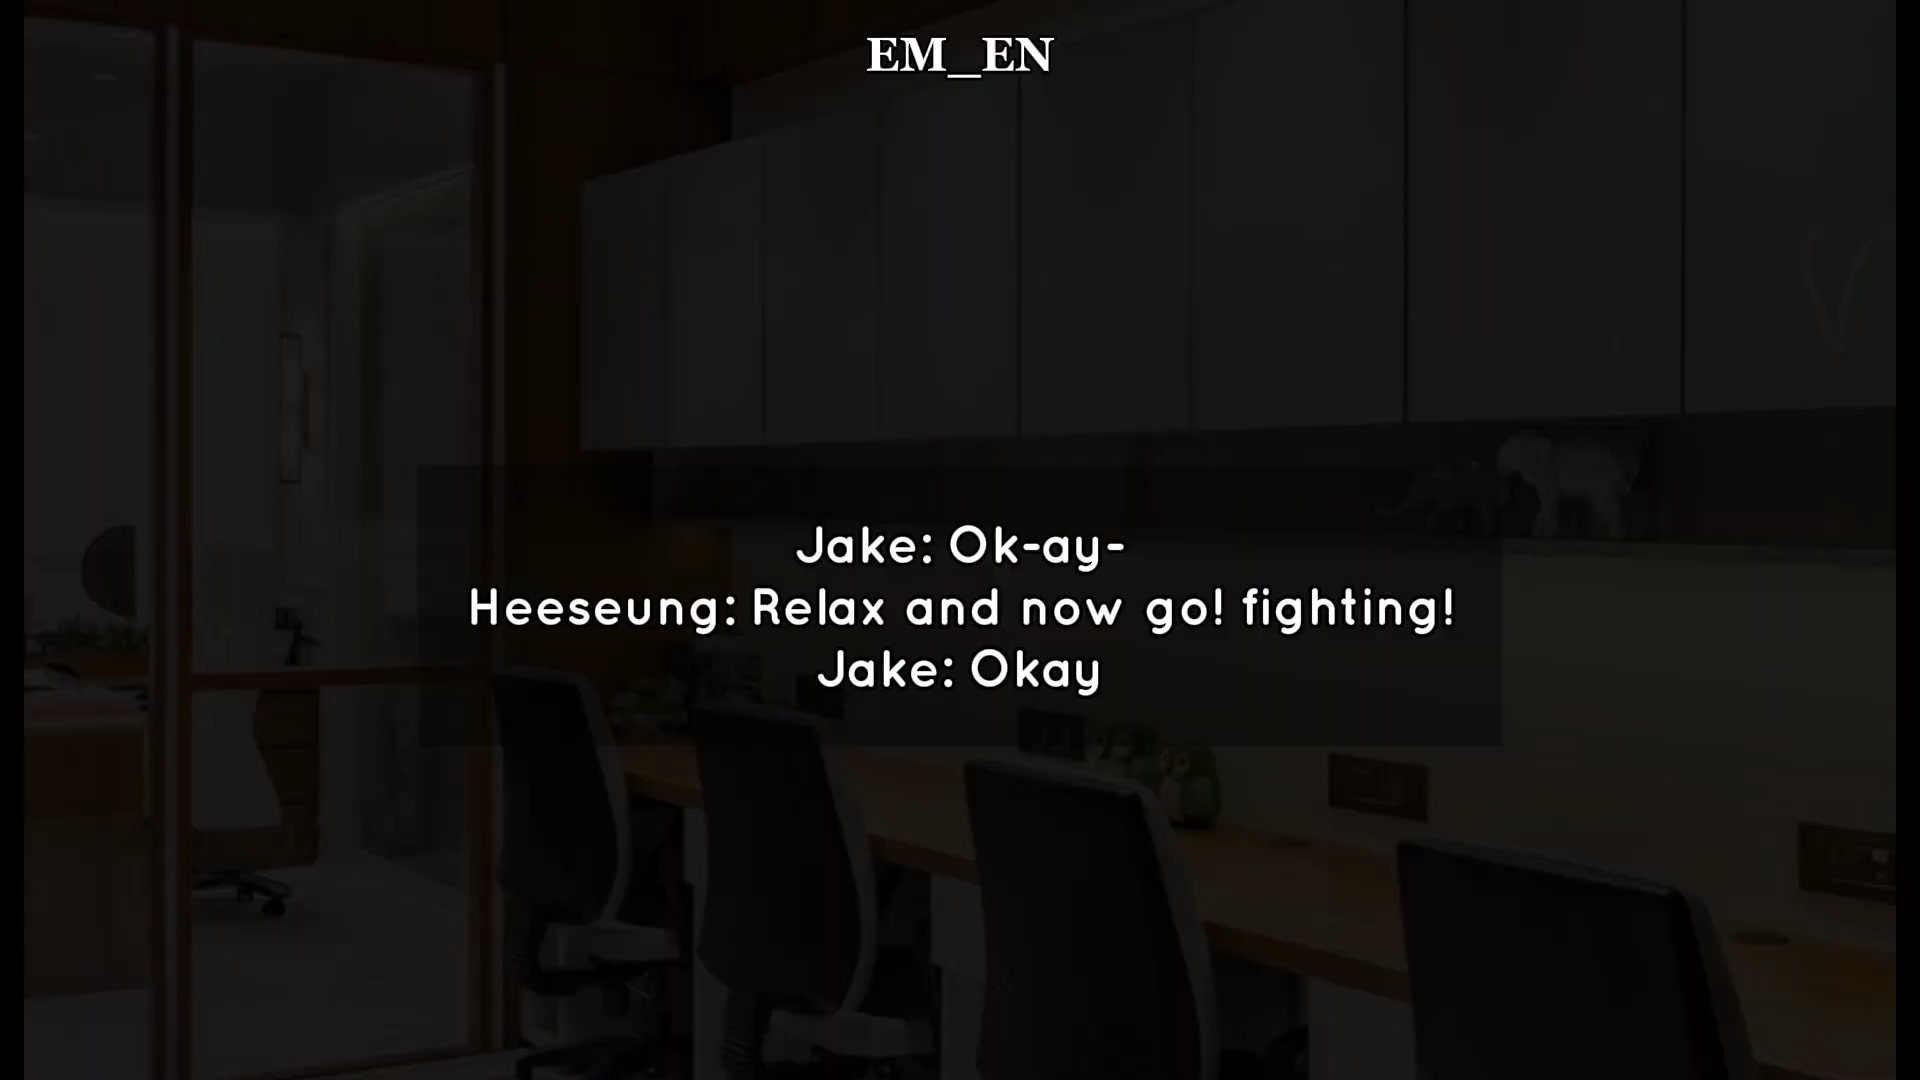 EM_EN
Jake: Ok-ay-
Heeseung: Relax and now go! fighting!
Jake: Okay